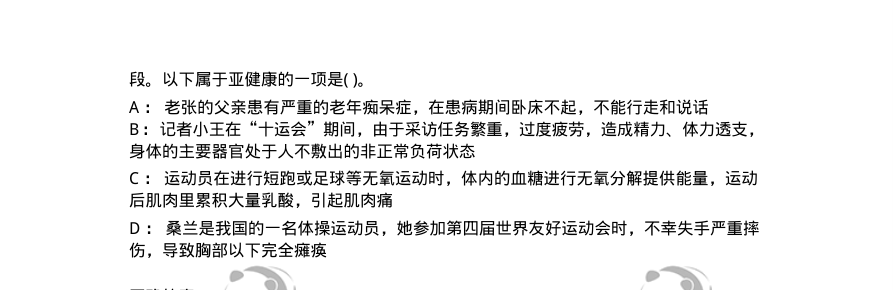 段。以下属于亚健康的一项是( )。
A： 老张的父亲患有严重的老年痴呆症，在患病期间卧床不起，不能行走和说话
B：记者小王在“十运会”期间，由于采访任务繁重，过度疲劳，造成精力、体力透支，
身体的主要器官处于人不敷出的非正常负荷状态
C： 运动员在进行短跑或足球等无氧运动时，体内的血糖进行无氧分解提供能量，运动
后肌肉里累积大量乳酸，引起肌肉痛
D： 桑兰是我国的一名体操运动员，她参加第四届世界友好运动会时，不幸失手严重摔
伤，导致胸部以下完全瘫痪